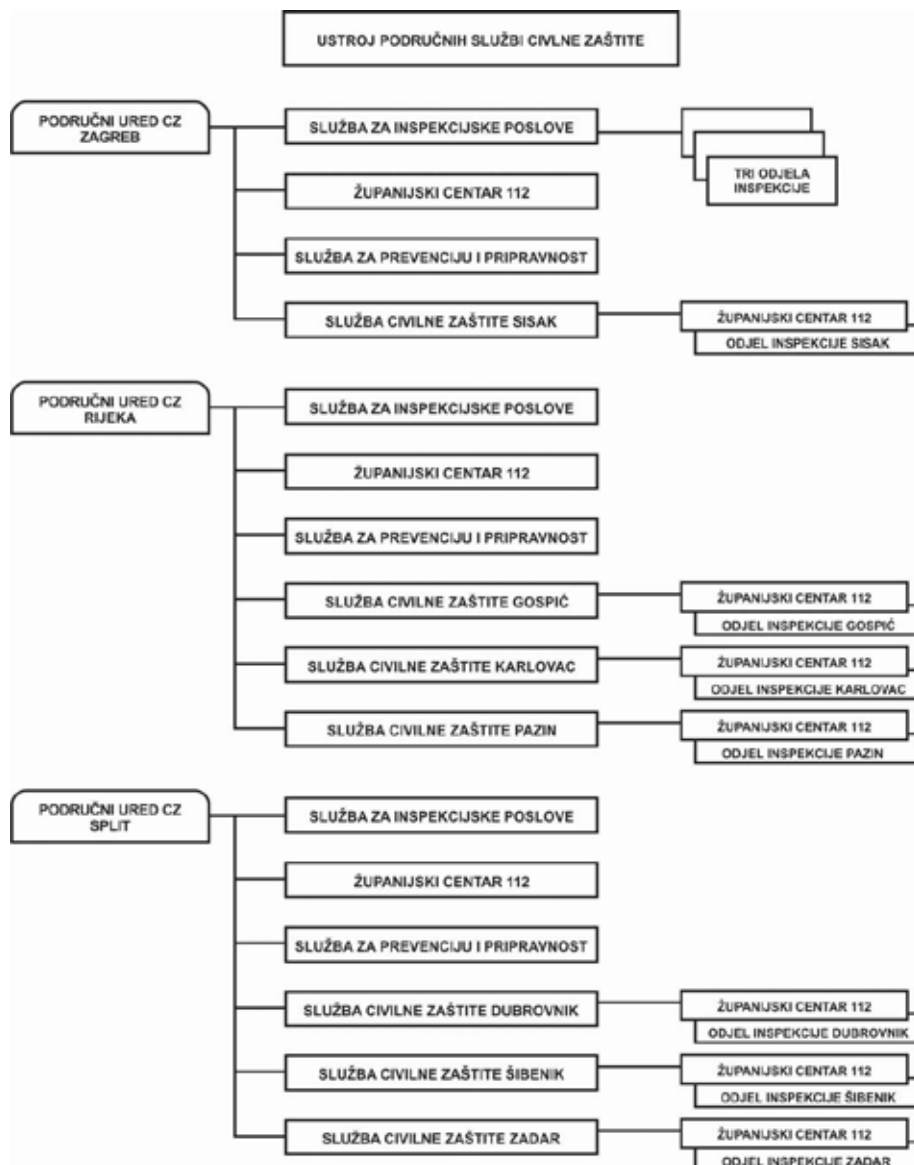 USTROJ PODRUČNIH SLUŽBI CIVLNE ZAŠTITE
PODRUČNI URED CZ
ZAGREB
SLUŽBA ZA INSPEKCIJSKE POSLOVE
TRI ODJELA
INSPEKCIJE
ŽUPANIJSKI CENTAR 112
SLUŽBA ZA PREVENCIJU I PRIPRAVNOST
SLUŽBA CIVILNE ZAŠTITE SISAK
ŽUPANIJSKI CENTAR 112
ODJEL INSPEKCIJE SISAK
PODRUČNI URED CZ
RIJEKA
SLUŽBA ZA INSPEKCIJSKE POSLOVE
ŽUPANIJSKI CENTAR 112
SLUŽBA ZA PREVENCIJU I PRIPRAVNOST
SLUŽBA CIVILNE ZAŠTITE GOSPIĆ
ŽUPANIJSKI CENTAR 112
ODJEL INSPEKCIJE GOSPIĆ
SLUŽBA CIVILNE ZAŠTITE KARLOVAC
ŽUPANIJSKI CENTAR 112
ODJEL INSPEKCIJE KARLOVAC
SLUŽBA CIVILNE ZAŠTITE PAZIN
ŽUPANIJSKI CENTAR 112
ODJEL INSPEKCIJE PAZIN
PODRUČNI URED CZ
SPLIT
SLUŽBA ZA INSPEKCIJSKE POSLOVE
ŽUPANIJSKI CENTAR 112
SLUŽBA ZA PREVENCIJU I PRIPRAVNOST
SLUŽBA CIVILNE ZAŠTITE DUBROVNIK
ŽUPANIJSKI CENTAR 112
ODJEL INSPEKCIJE DUBROVNIK
SLUŽBA CIVILNE ZAŠTITE ŠIBENIK
ŽUPANIJSKI CENTAR 112
ODJEL INSPEKCIJE ŠIBENIK
SLUŽBA CIVILNE ZAŠTITE ZADAR
ŽUPANIJSKI CENTAR 112
ODJEL INSPEKCIJE ZADAR